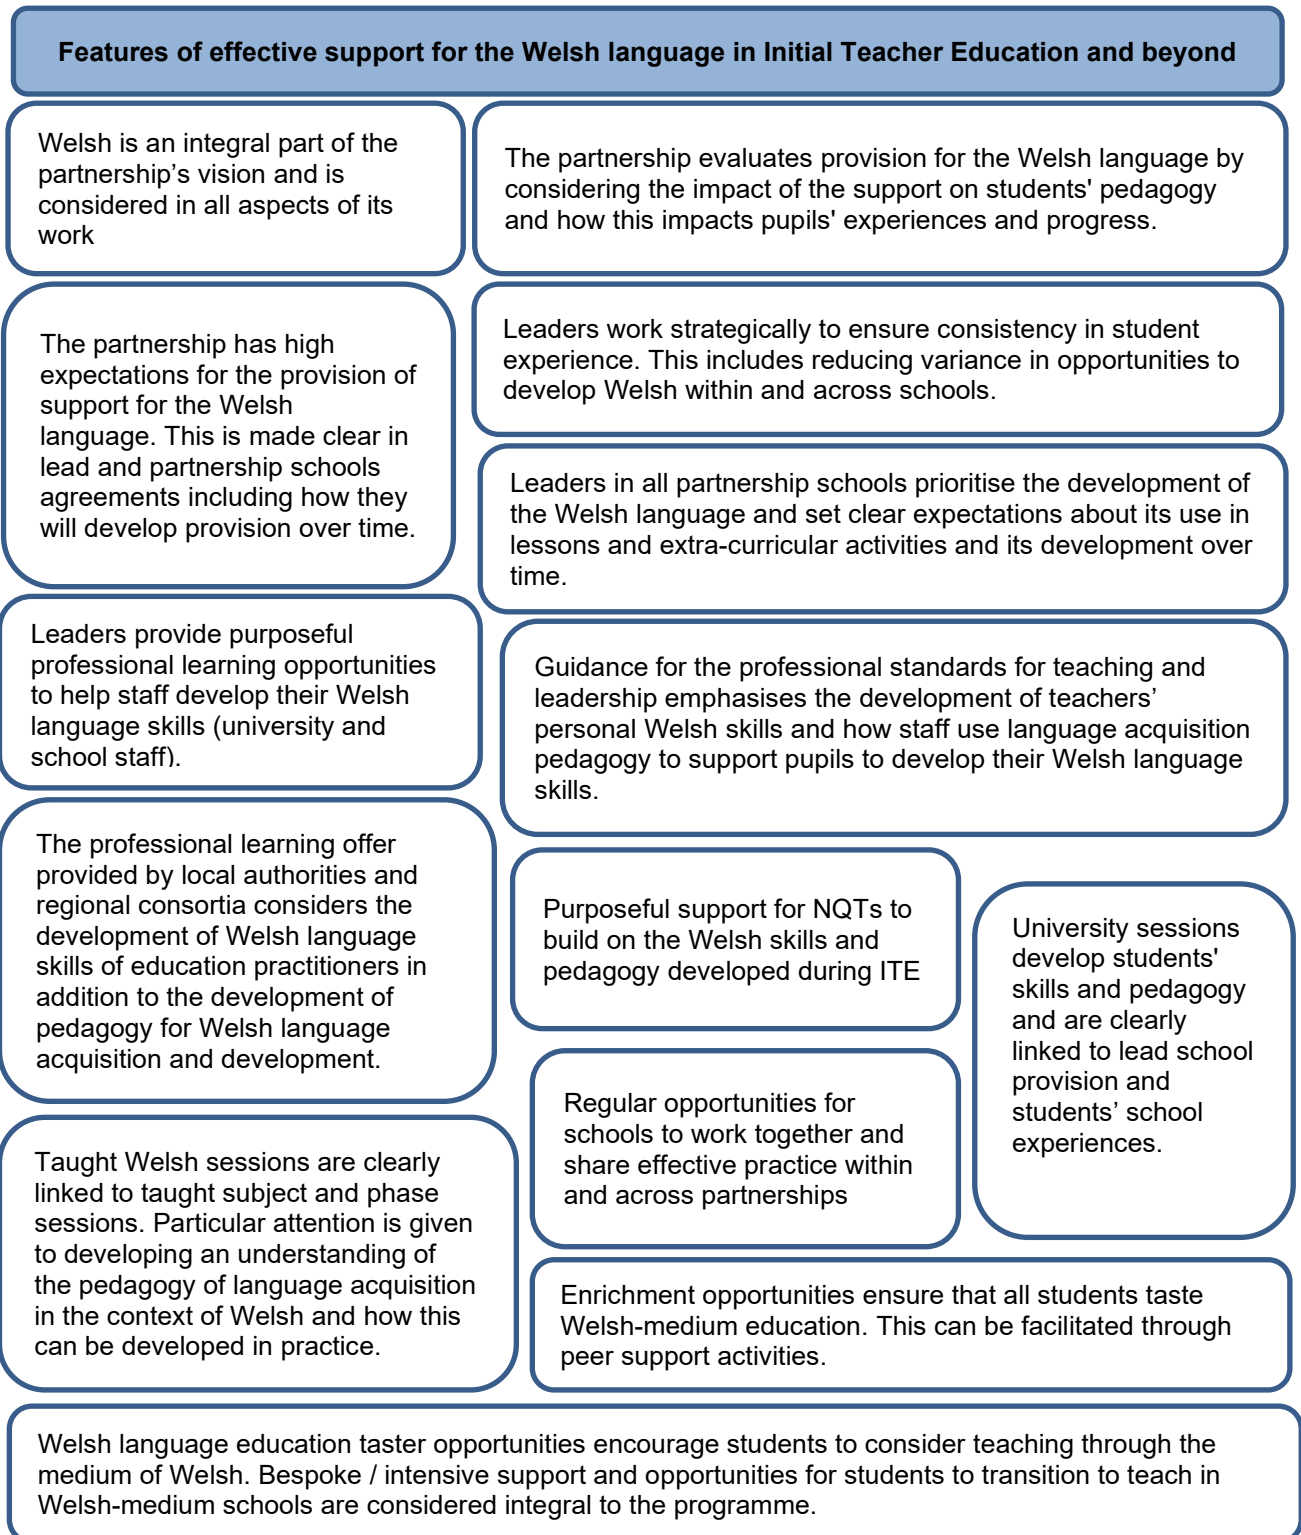 Features of effective support for the Welsh language in Initial Teacher Education and beyond
Welsh is an integral part of the
partnership’s vision and is
considered in all aspects of its
work
The partnership evaluates provision for the Welsh language by
considering the impact of the support on students' pedagogy
and how this impacts pupils' experiences and progress.
The partnership has high
expectations for the provision of
support for the Welsh
language. This is made clear in
lead and partnership schools
agreements including how they
will develop provision over time.
Leaders work strategically to ensure consistency in student
experience. This includes reducing variance in opportunities to
develop Welsh within and across schools.
Leaders in all partnership schools prioritise the development of
the Welsh language and set clear expectations about its use in
lessons and extra-curricular activities and its development over
time.
Leaders provide purposeful
professional learning opportunities
to help staff develop their Welsh
language skills (university and
school staff).
Guidance for the professional standards for teaching and
leadership emphasises the development of teachers’
personal Welsh skills and how staff use language acquisition
pedagogy to support pupils to develop their Welsh language
skills.
The professional learning offer
provided by local authorities and
regional consortia considers the
development of Welsh language
skills of education practitioners in
addition to the development of
pedagogy for Welsh language
acquisition and development.
Purposeful support for NQTs to
build on the Welsh skills and
pedagogy developed during ITE
University sessions
develop students'
skills and pedagogy
and are clearly
linked to lead school
provision and
students’ school
experiences.
Regular opportunities for
schools to work together and
share effective practice within
and across partnerships
Taught Welsh sessions are clearly
linked to taught subject and phase
sessions. Particular attention is given
to developing an understanding of
the pedagogy of language acquisition
in the context of Welsh and how this
can be developed in practice.
Enrichment opportunities ensure that all students taste
Welsh-medium education. This can be facilitated through
peer support activities.
Welsh language education taster opportunities encourage students to consider teaching through the
medium of Welsh. Bespoke / intensive support and opportunities for students to transition to teach in
Welsh-medium schools are considered integral to the programme.